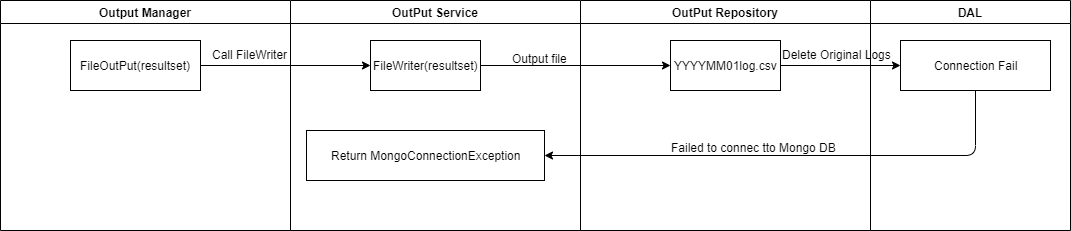 Output Manager
OutPut Service
OutPut Repository
DAL
FileOutPut(resultset)
Call FileWriter
FileWriter(resultset)
Output file
YYYYMM01log.csv
Delete Original Logs
Connection Fail
Failed to connec tto Mongo DB
Return MongoConnectionException